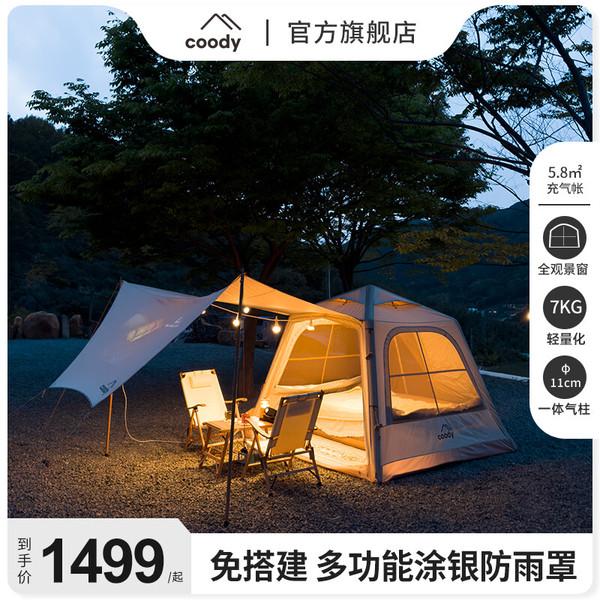 coody | 官方旗舰店
5.8㎡
充气帐
全观景窗
7KG
轻量化
Φ
11cm
一体气柱
coody
到手价 1499/起
免搭建 多功能涂银防雨罩